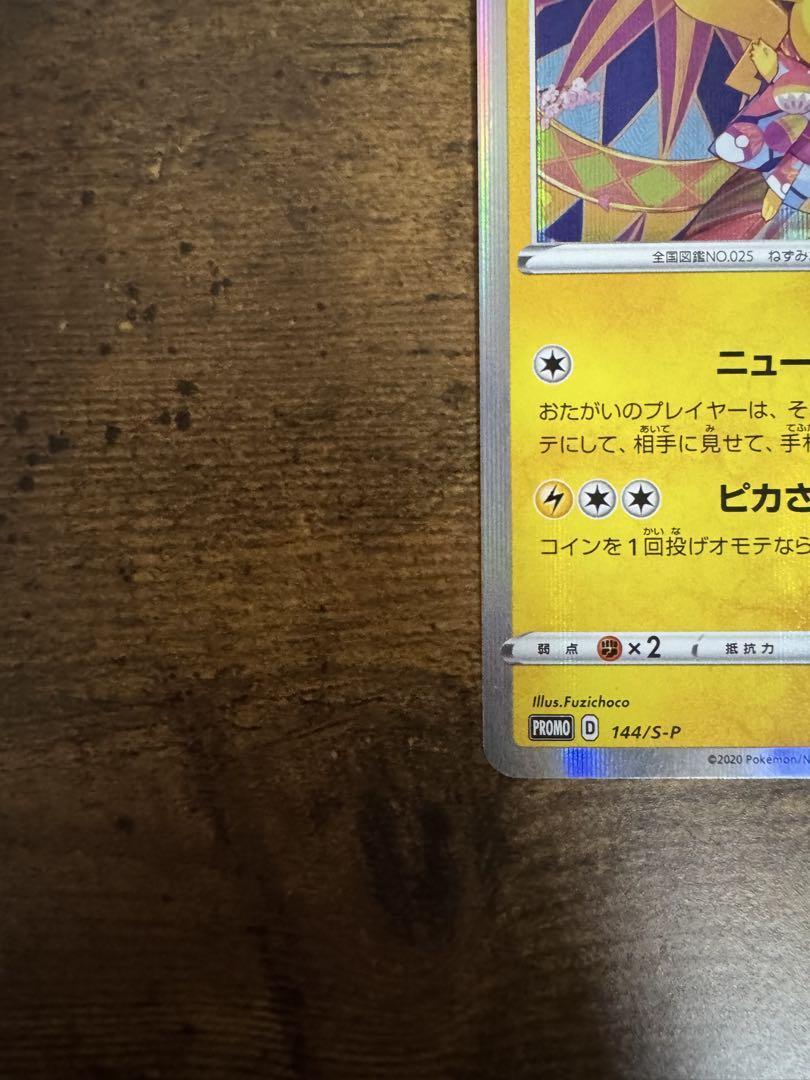 全国図鑑NO.025 ねずみ
ニュー
おたがいのプレイヤーは、そ
テにして、相手に見せて、手
ピカさ
コインを1回投げオモテなら
弱点 ×2 抵抗力
Illus.Fuzichoco
PROMO D 144/S-P
©2020 Pokémon/N